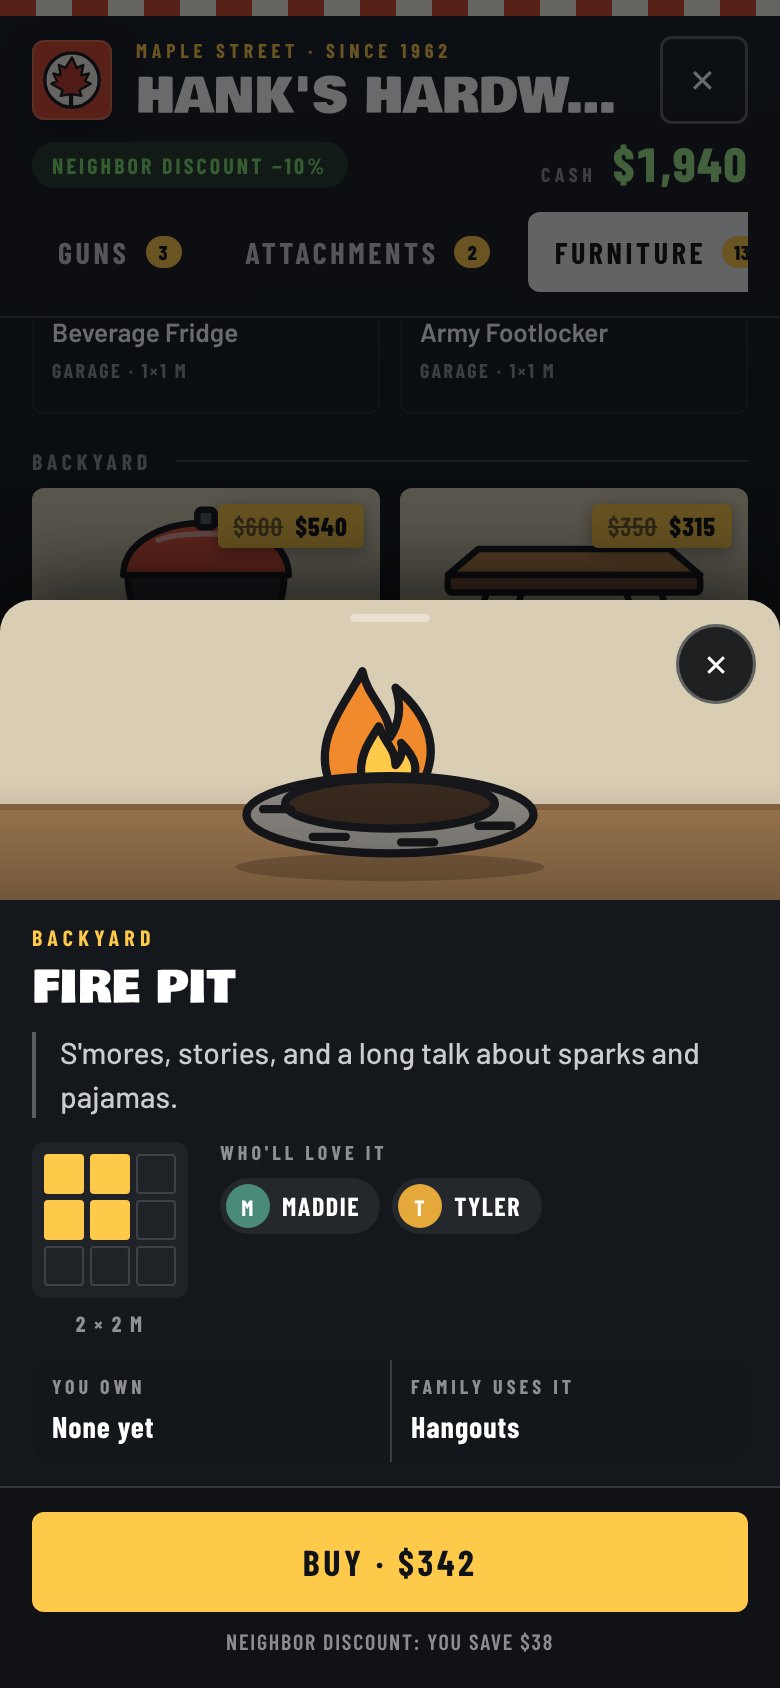 MAPLE STREET · SINCE 1962
HANK'S HARDW...
×
NEIGHBOR DISCOUNT −10%
CASH $1,940
GUNS 3
ATTACHMENTS 2
FURNITURE 13
Beverage Fridge
GARAGE · 1×1 M
Army Footlocker
GARAGE · 1×1 M
BACKYARD
$600 $540
$350 $315
×
BACKYARD
FIRE PIT
S'mores, stories, and a long talk about sparks and
pajamas.
WHO'LL LOVE IT
M MADDIE
T TYLER
2 × 2 M
YOU OWN
None yet
FAMILY USES IT
Hangouts
BUY · $342
NEIGHBOR DISCOUNT: YOU SAVE $38